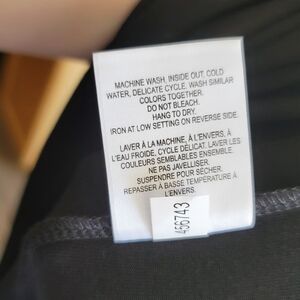 MACHINE WASH, INSIDE OUT, COLD
WATER, DELICATE CYCLE. WASH SIMILAR
COLORS TOGETHER.
DO NOT BLEACH.
HANG TO DRY.
IRON AT LOW SETTING ON REVERSE SIDE.
LAVER À LA MACHINE, À L'ENVERS, À
L'EAU FROIDE, CYCLE DÉLICAT. LAVER LES
COULEURS SEMBLABLES ENSEMBLE.
NE PAS JAVELLISER.
SUSPENDRE POUR SÉCHER.
REPASSER À BASSE TEMPÉRATURE À
L'ENVERS.
456743